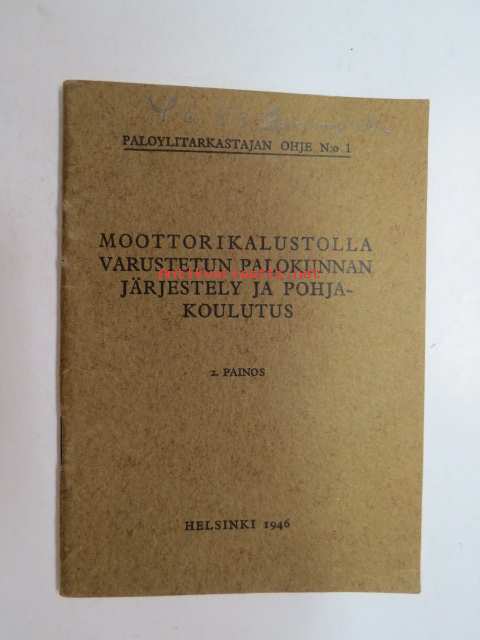 PALOYLITARKASTAJAN OHJE N:o 1
MOOTTORIKALUSTOLLA
VARUSTETUN PALOKUNNAN
JÄRJESTELY JA POHJA-
KOULUTUS
2. PAINOS
HELSINKI 1946